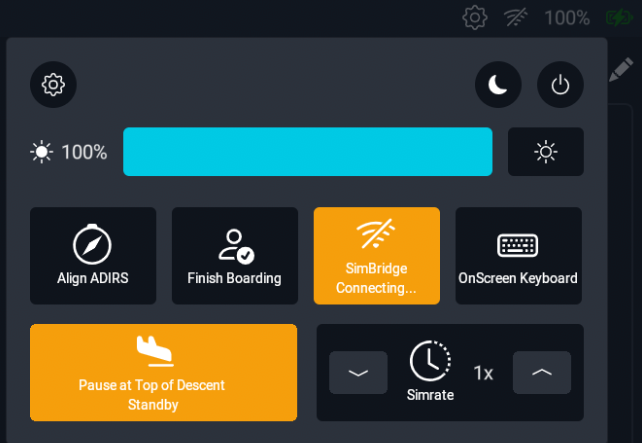 100%
100%
Align ADIRS
Finish Boarding
SimBridge
Connecting...
OnScreen Keyboard
Pause at Top of Descent
Standby
Simrate
1x